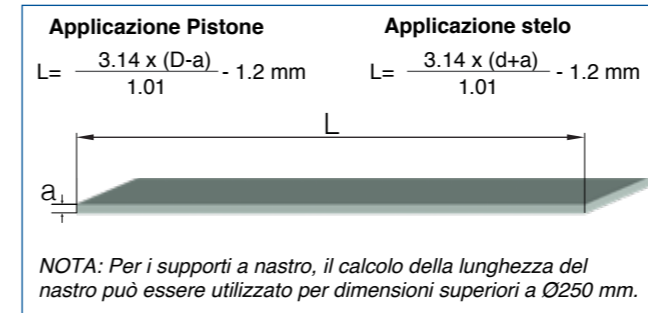 Applicazione Pistone
L= 3.14 x (D-a) / 1.01 - 1.2 mm
Applicazione stelo
L= 3.14 x (d+a) / 1.01 - 1.2 mm
L
a
NOTA: Per i supporti a nastro, il calcolo della lunghezza del
nastro può essere utilizzato per dimensioni superiori a Ø250 mm.